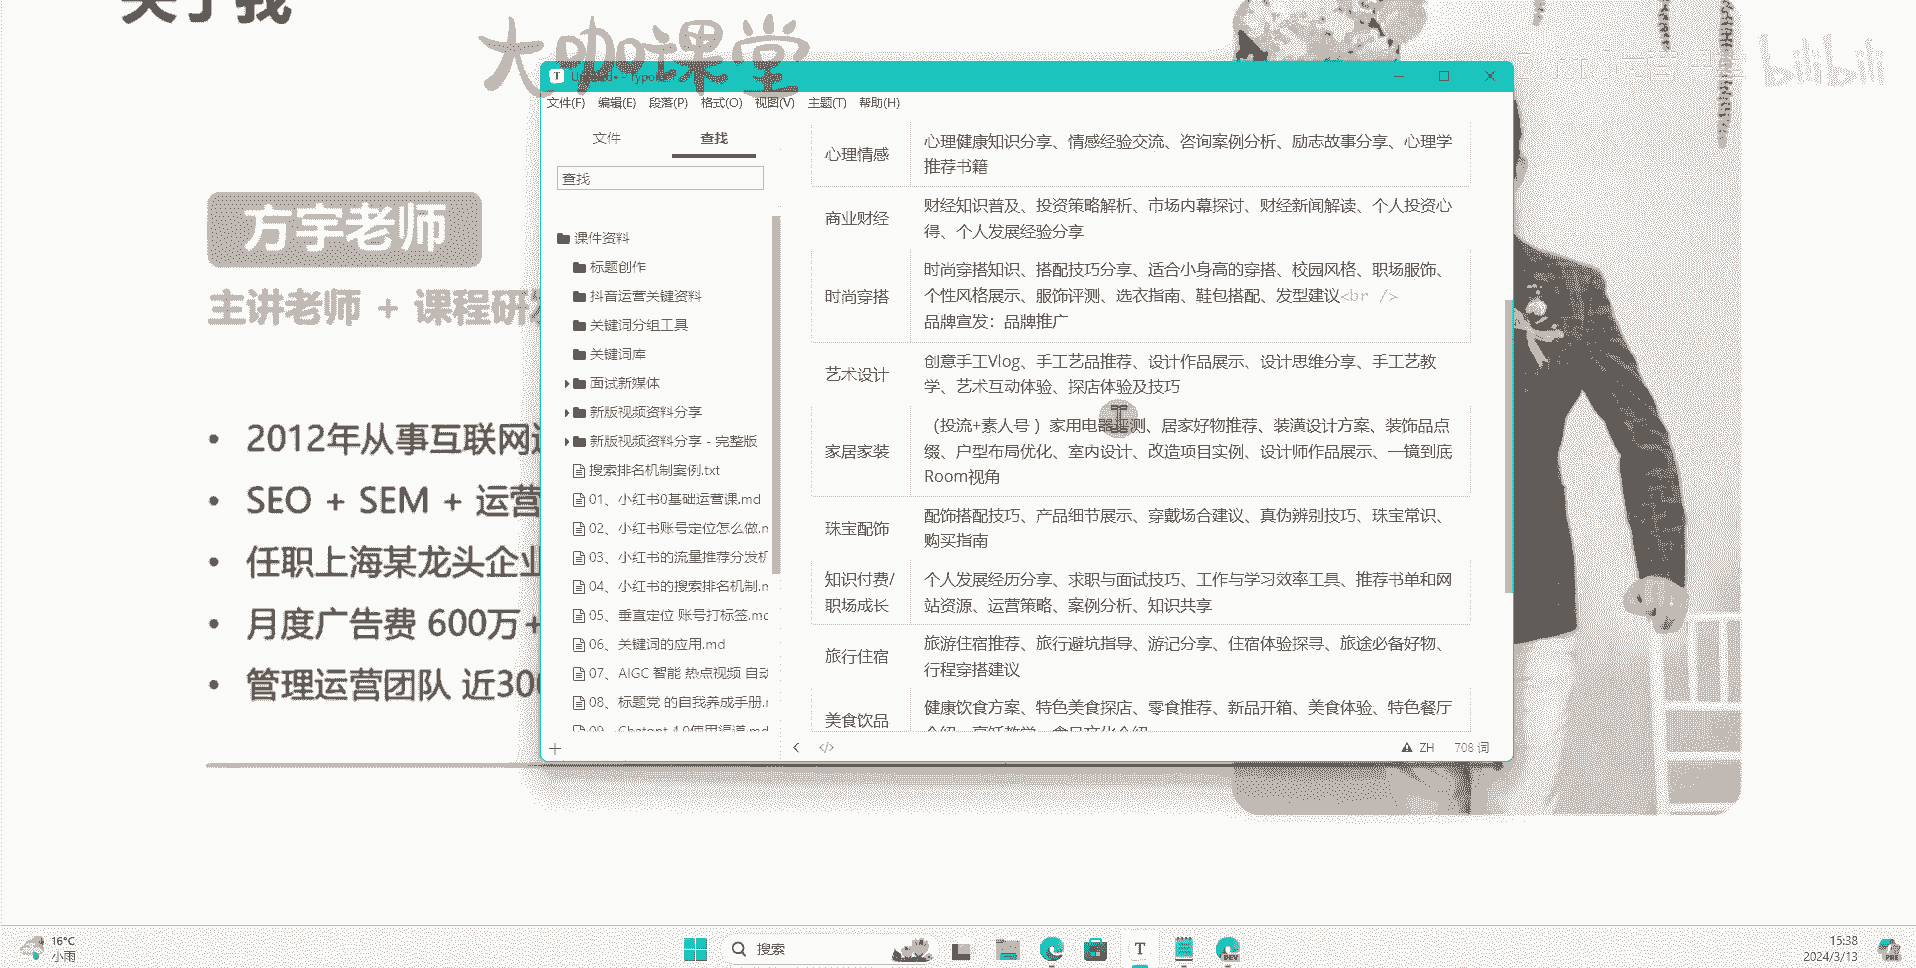 关于我
大咖课堂
bilibili
方宇老师
主讲老师 + 课程研发
2012年从事互联网
SEO + SEM + 运营
任职上海某龙头企业
月度广告费 600万+
管理运营团队 近300
文件(F) 编辑(E) 段落(P) 格式(O) 视图(V) 主题(T) 帮助(H)
文件 查找
查找
课件资料
标题创作
抖音运营关键资料
关键词分组工具
关键词库
面试新媒体
新版视频资料分享
新版视频资料分享 - 完整版
搜索排名机制案例.txt
01、小红书0基础运营课.md
02、小红书账号定位怎么做.m
03、小红书的流量推荐分发机
04、小红书的搜索排名机制.m
05、垂直定位 账号打标签.mc
06、关键词的应用.md
07、AIGC 智能 热点视频 自动
08、标题党 的自我养成手册.m
09、Chatgpt 4.0使用渠道.md
心理情感
心理健康知识分享、情感经验交流、咨询案例分析、励志故事分享、心理学
推荐书籍
商业财经
财经知识普及、投资策略解析、市场内幕探讨、财经新闻解读、个人投资心
得、个人发展经验分享
时尚穿搭
时尚穿搭知识、搭配技巧分享、适合小身高的穿搭、校园风格、职场服饰、
个性风格展示、服饰评测、选衣指南、鞋包搭配、发型建议<br />
品牌宣发：品牌推广
艺术设计
创意手工Vlog、手工艺品推荐、设计作品展示、设计思维分享、手工艺教
学、艺术互动体验、探店体验及技巧
家居家装
（投流+素人号 ）家用电器评测、居家好物推荐、装潢设计方案、装饰品点
缀、户型布局优化、室内设计、改造项目实例、设计师作品展示、一镜到底
Room视角
珠宝配饰
配饰搭配技巧、产品细节展示、穿戴场合建议、真伪辨别技巧、珠宝常识、
购买指南
知识付费/
职场成长
个人发展经历分享、求职与面试技巧、工作与学习效率工具、推荐书单和网
站资源、运营策略、案例分析、知识共享
旅行住宿
旅游住宿推荐、旅行避坑指导、游记分享、住宿体验探寻、旅途必备好物、
行程穿搭建议
美食饮品
健康饮食方案、特色美食探店、零食推荐、新品开箱、美食体验、特色餐厅
介绍、烹饪教学、食品文化介绍
ZH 708 词
16°C
小雨
搜索
15:38
2024/3/13